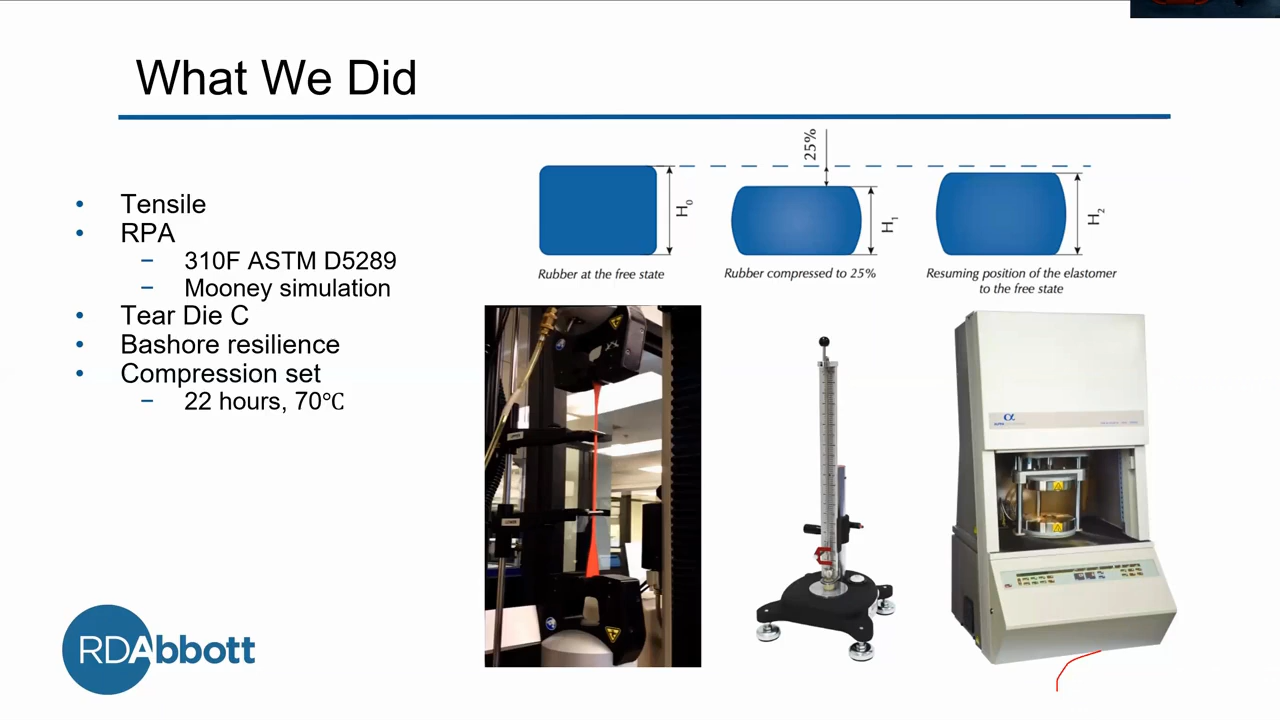 What We Did
• Tensile
• RPA
– 310F ASTM D5289
– Mooney simulation
• Tear Die C
• Bashore resilience
• Compression set
– 22 hours, 70℃
25%
H₀
H₁
H₂
Rubber at the free state
Rubber compressed to 25%
Resuming position of the elastomer
to the free state
α
RDAbbott